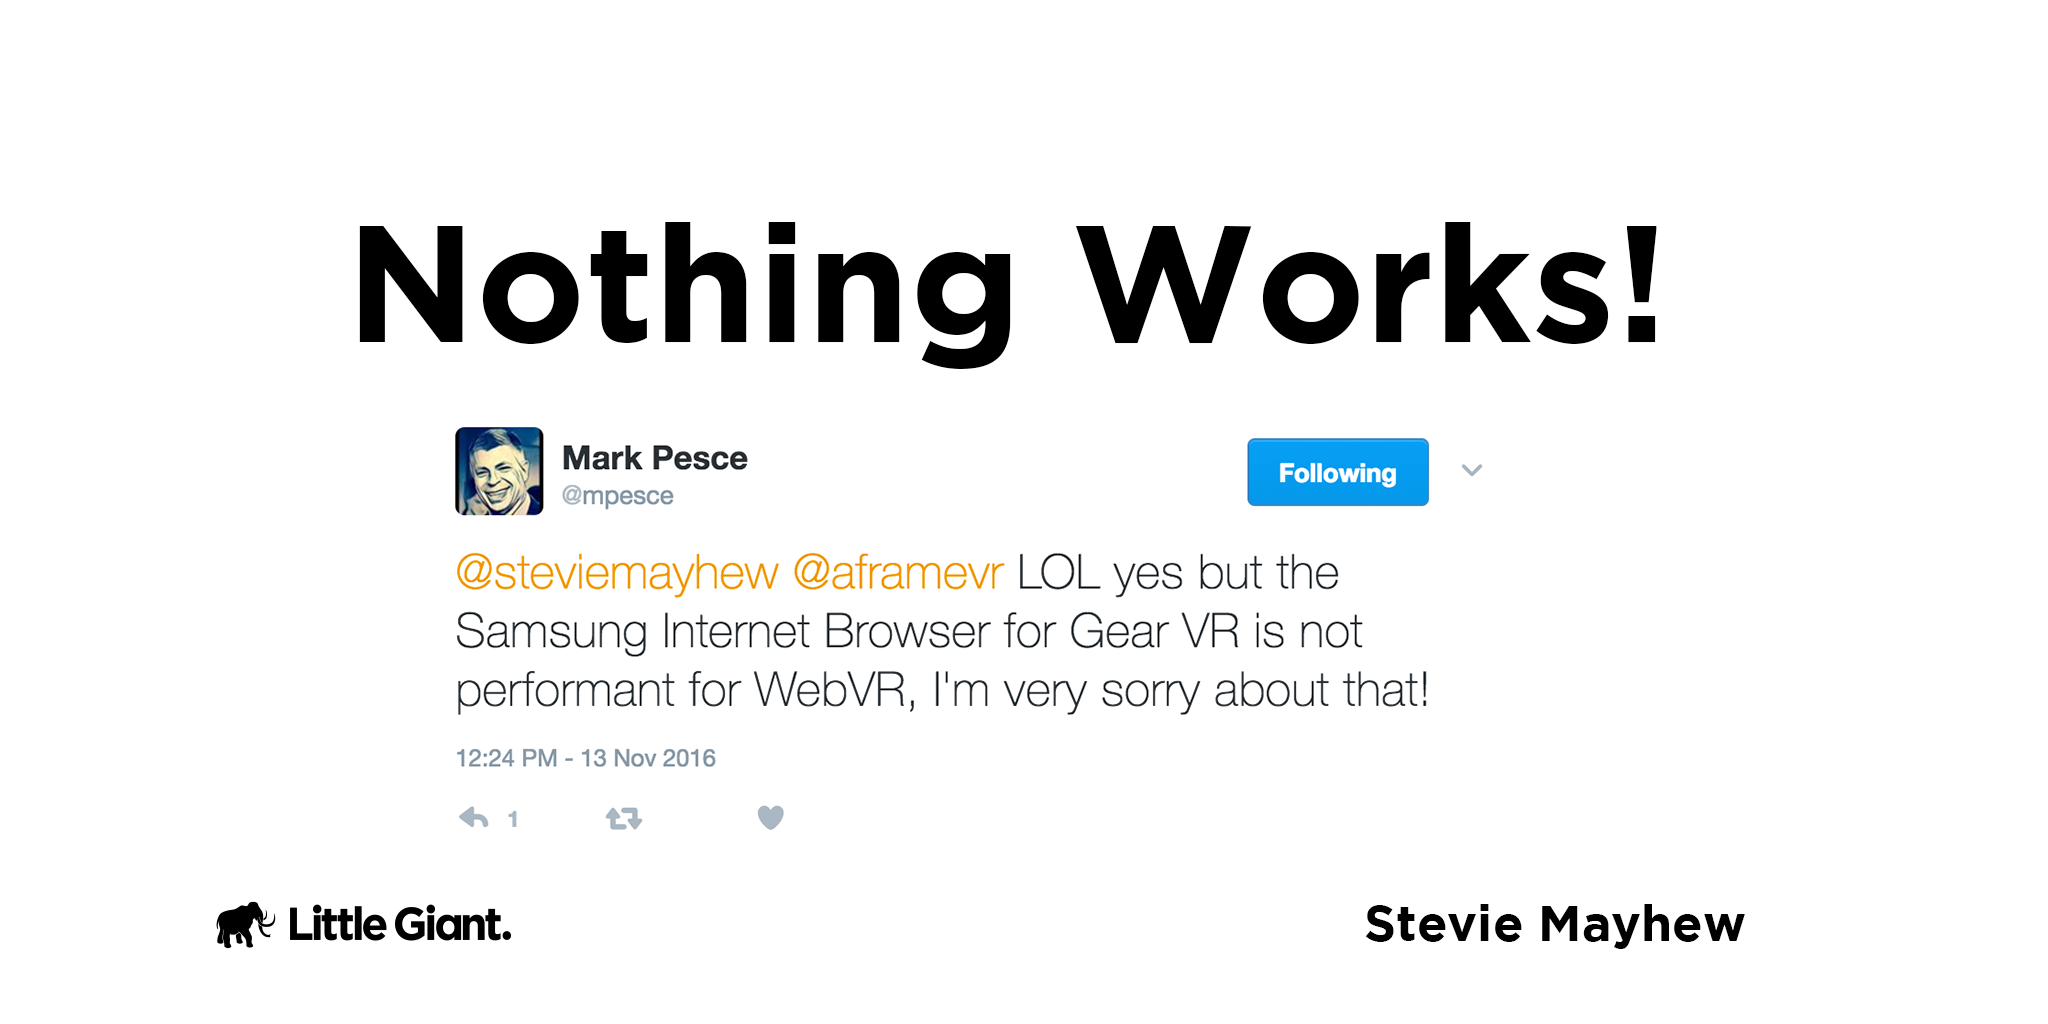 Nothing Works!
Mark Pesce
@mpesce
Following
@steviemayhew @aframevr LOL yes but the
Samsung Internet Browser for Gear VR is not
performant for WebVR, I'm very sorry about that!
12:24 PM - 13 Nov 2016
1
Little Giant.
Stevie Mayhew